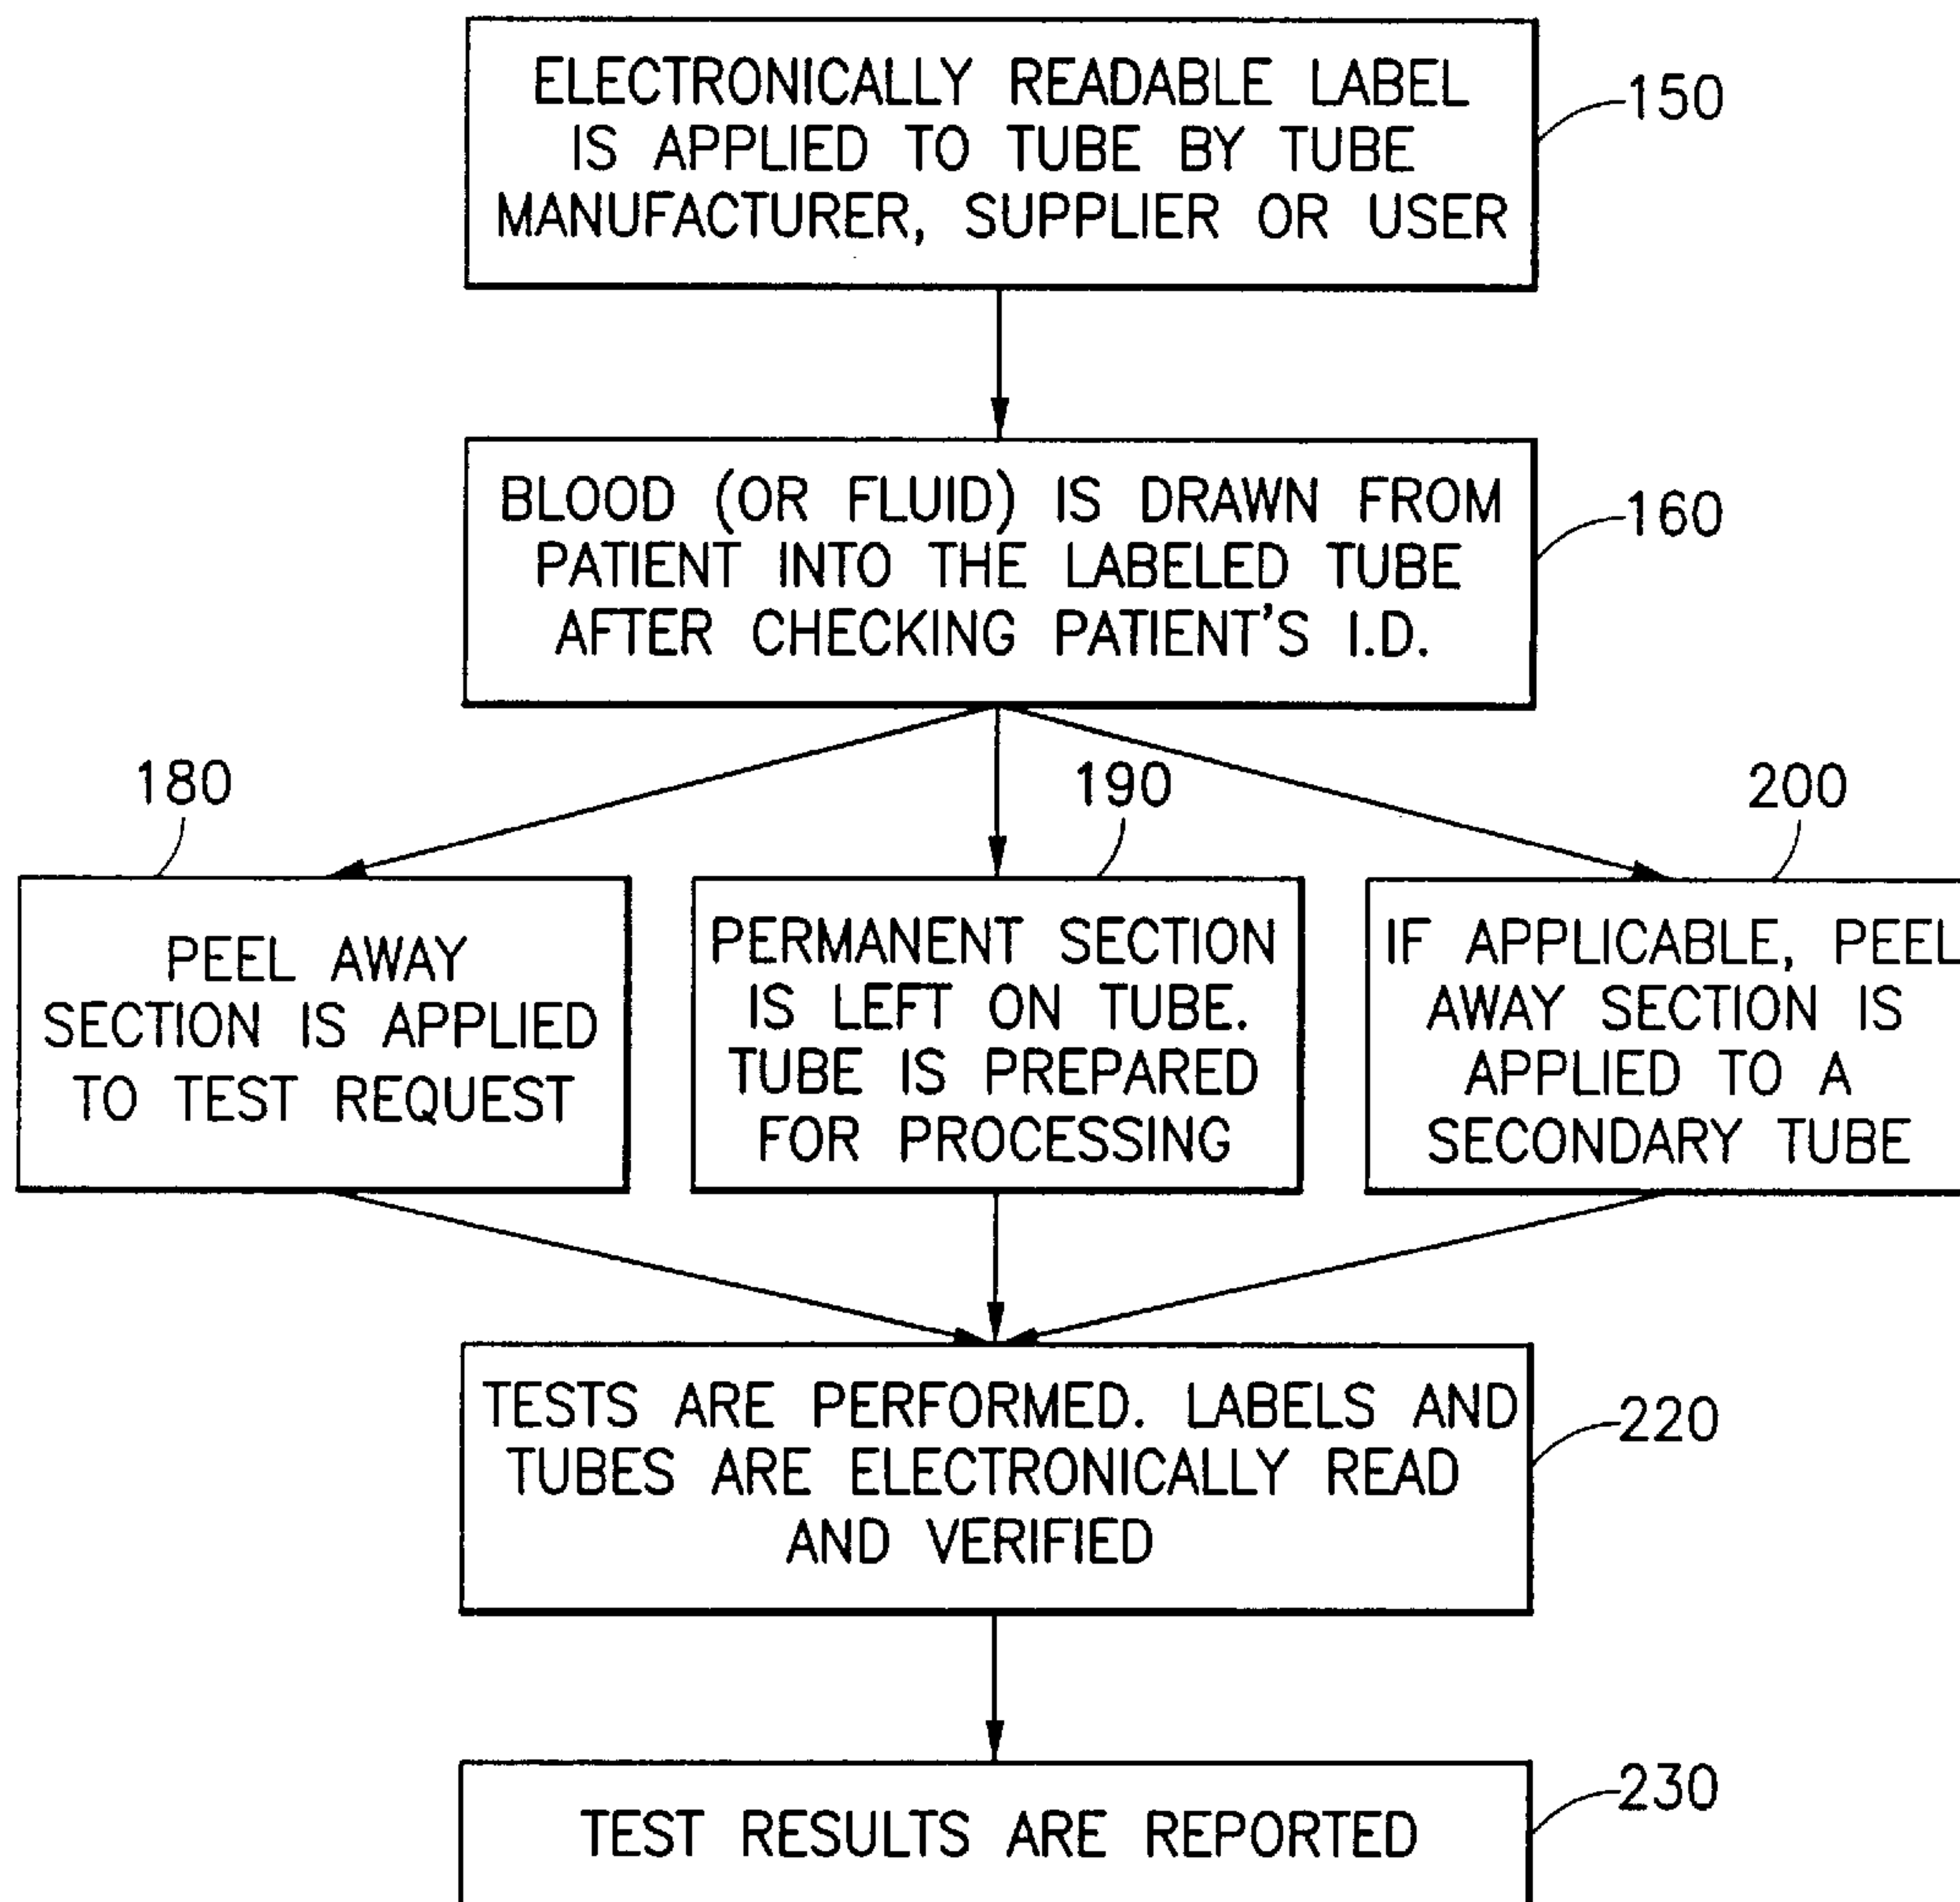 ELECTRONICALLY READABLE LABEL
IS APPLIED TO TUBE BY TUBE
MANUFACTURER, SUPPLIER OR USER
150
BLOOD (OR FLUID) IS DRAWN FROM
PATIENT INTO THE LABELED TUBE
AFTER CHECKING PATIENT'S I.D.
160
180
PEEL AWAY
SECTION IS APPLIED
TO TEST REQUEST
190
PERMANENT SECTION
IS LEFT ON TUBE.
TUBE IS PREPARED
FOR PROCESSING
200
IF APPLICABLE, PEEL
AWAY SECTION IS
APPLIED TO A
SECONDARY TUBE
TESTS ARE PERFORMED. LABELS AND
TUBES ARE ELECTRONICALLY READ
AND VERIFIED
220
TEST RESULTS ARE REPORTED
230